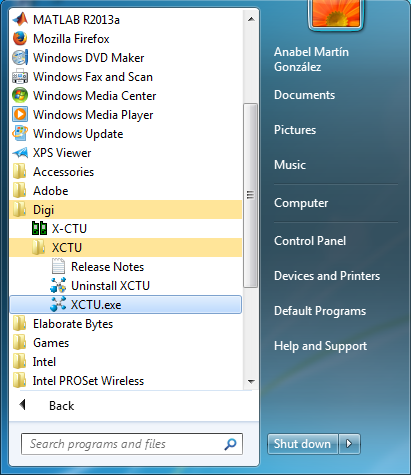 MATLAB R2013a
Mozilla Firefox
Windows DVD Maker
Windows Fax and Scan
Windows Media Center
Windows Media Player
Windows Update
XPS Viewer
Accessories
Adobe
Digi
X-CTU
XCTU
Release Notes
Uninstall XCTU
XCTU.exe
Elaborate Bytes
Games
Intel
Intel PROSet Wireless
Back
Search programs and files
Anabel Martín
González
Documents
Pictures
Music
Computer
Control Panel
Devices and Printers
Default Programs
Help and Support
Shut down